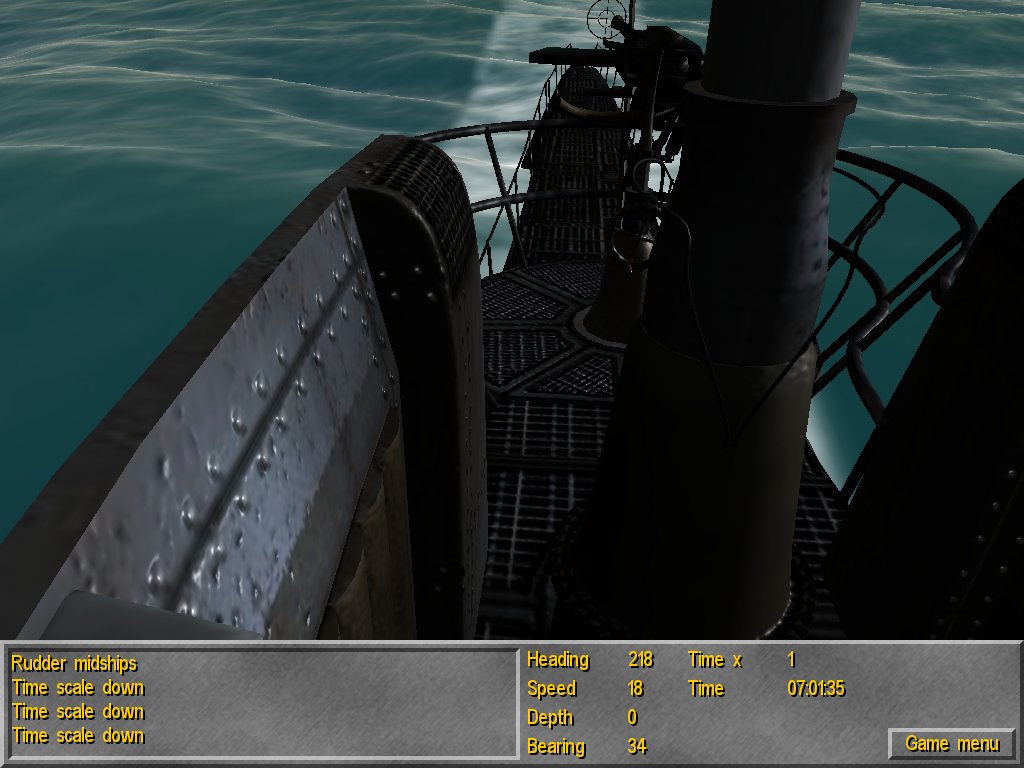 Rudder midships
Time scale down
Time scale down
Time scale down
Heading 218 Time x 1
Speed 18 Time 07:01:35
Depth 0
Bearing 34
Game menu